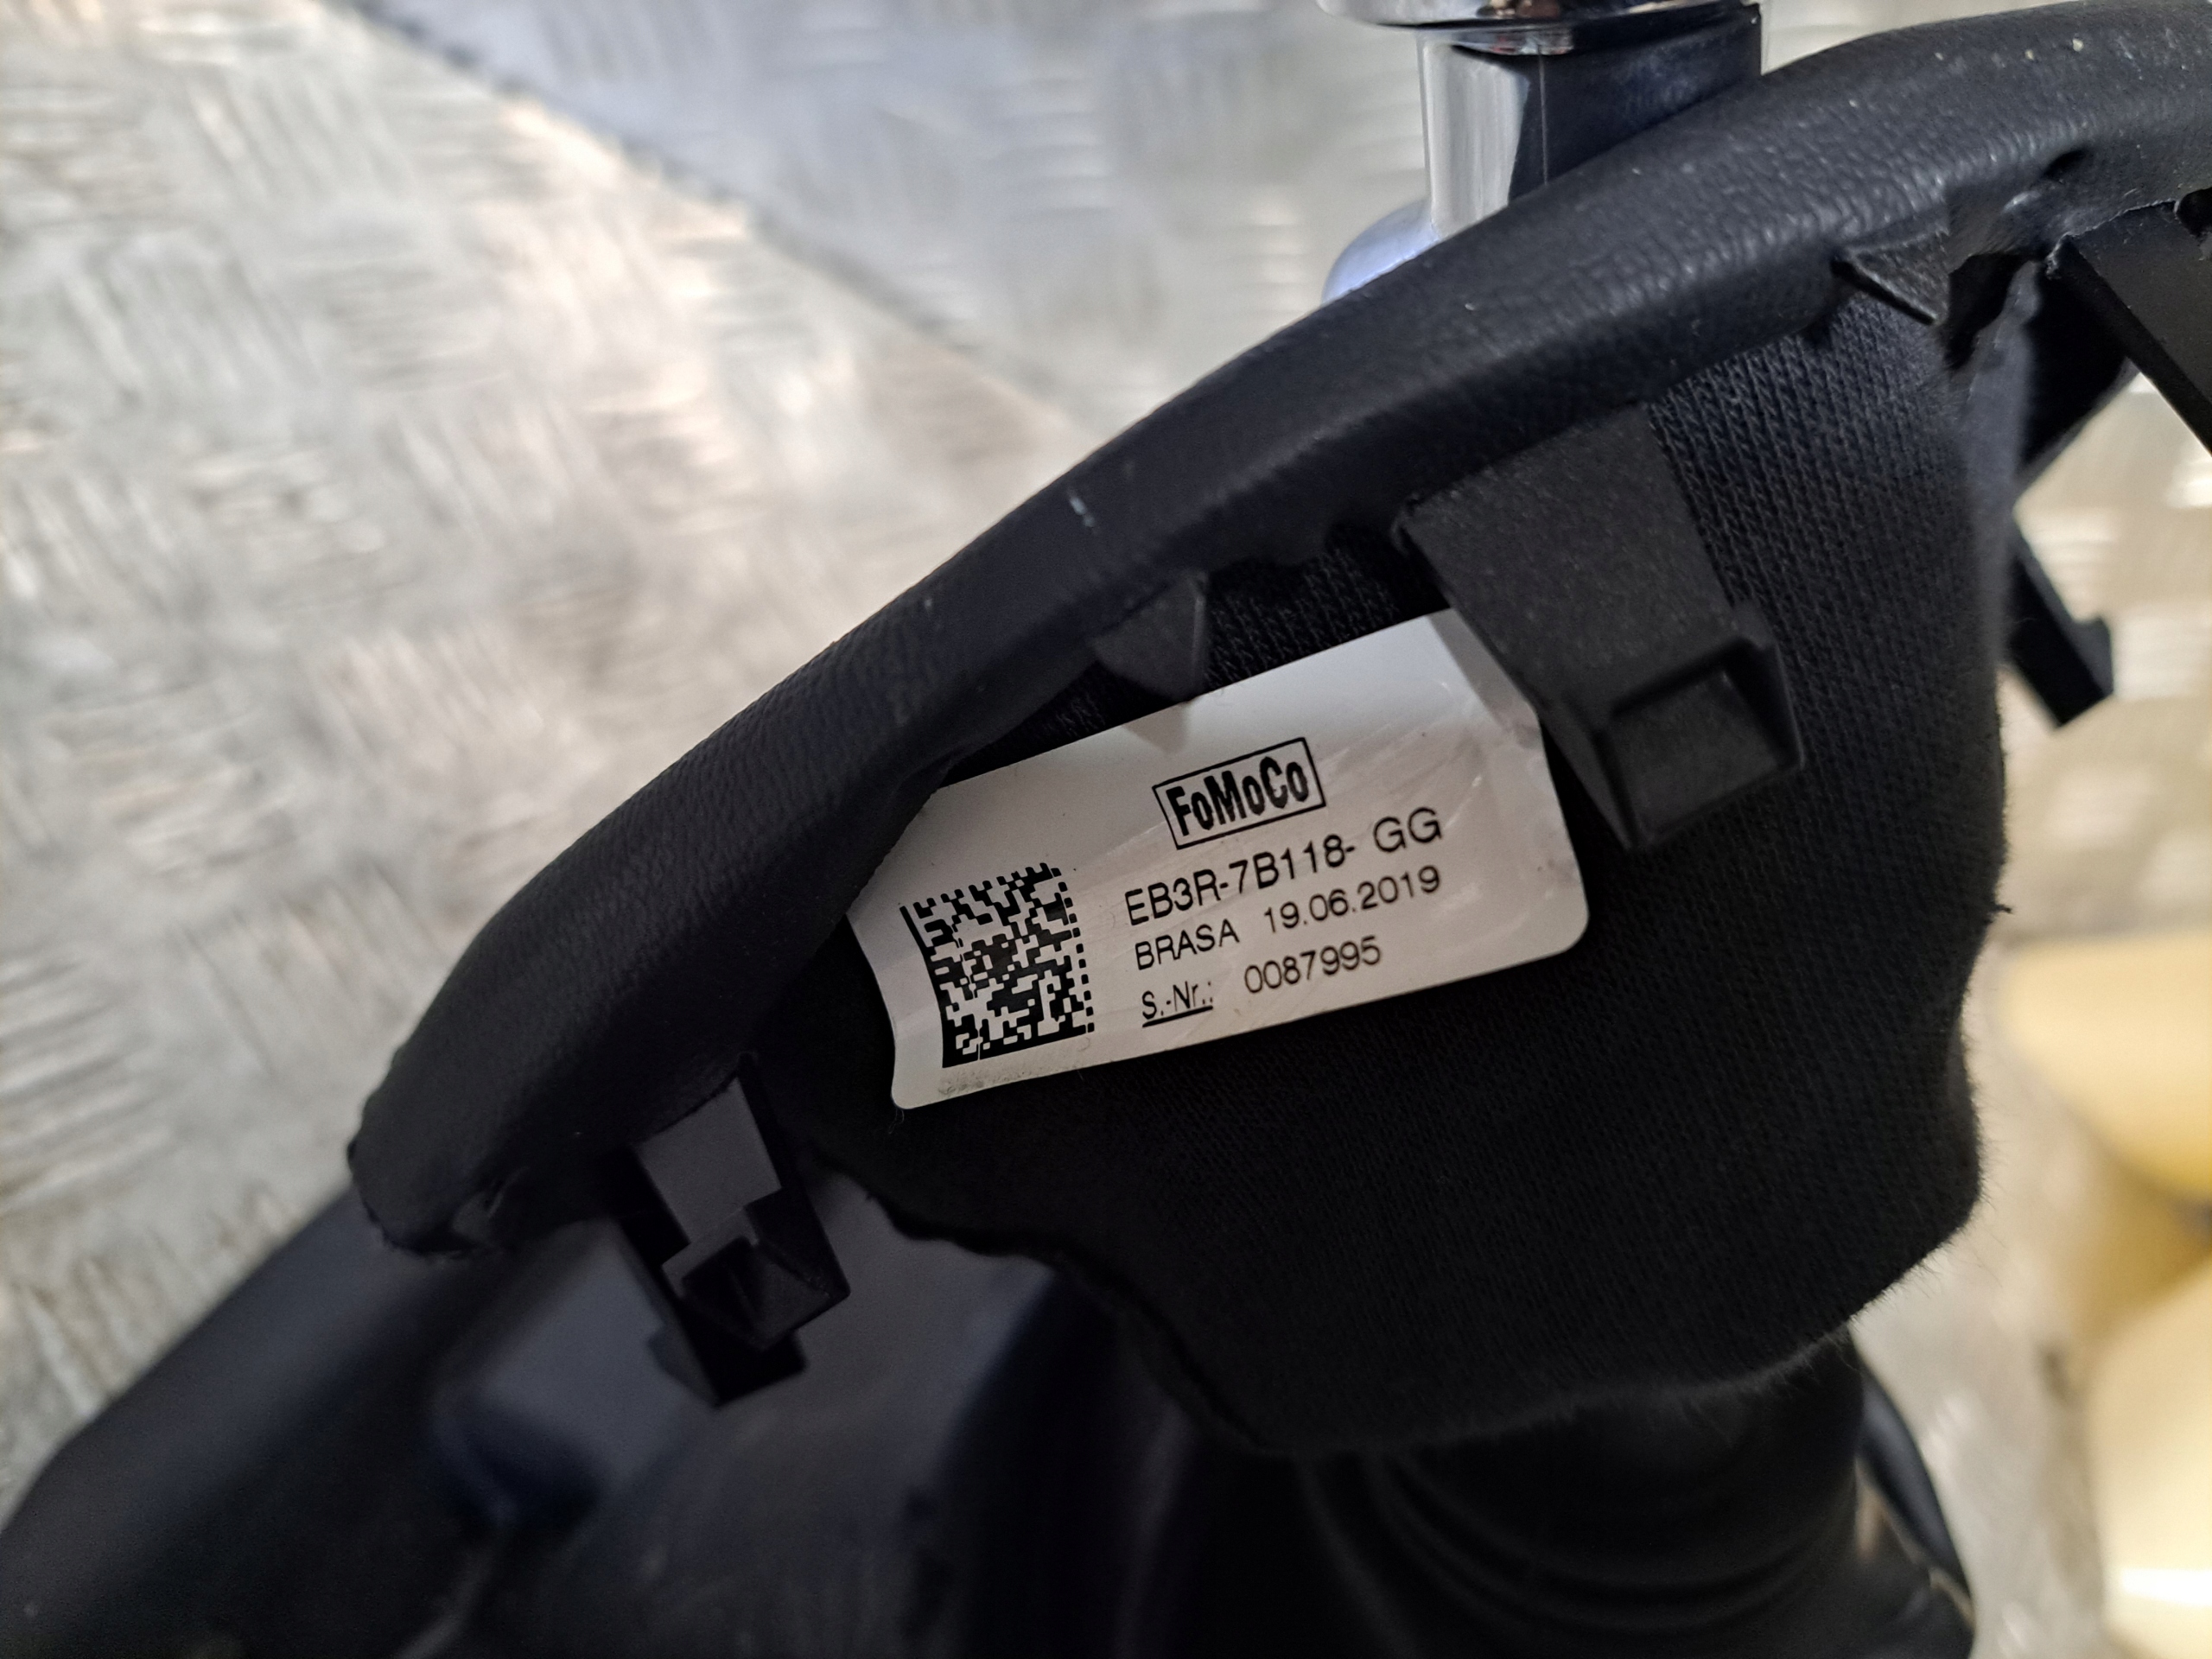 FoMoCo
EB3R-7B118- GG
BRASA 19.06.2019
S.-Nr.: 0087995